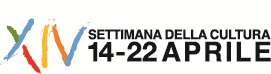 XIV SETTIMANA DELLA CULTURA
14-22 APRILE